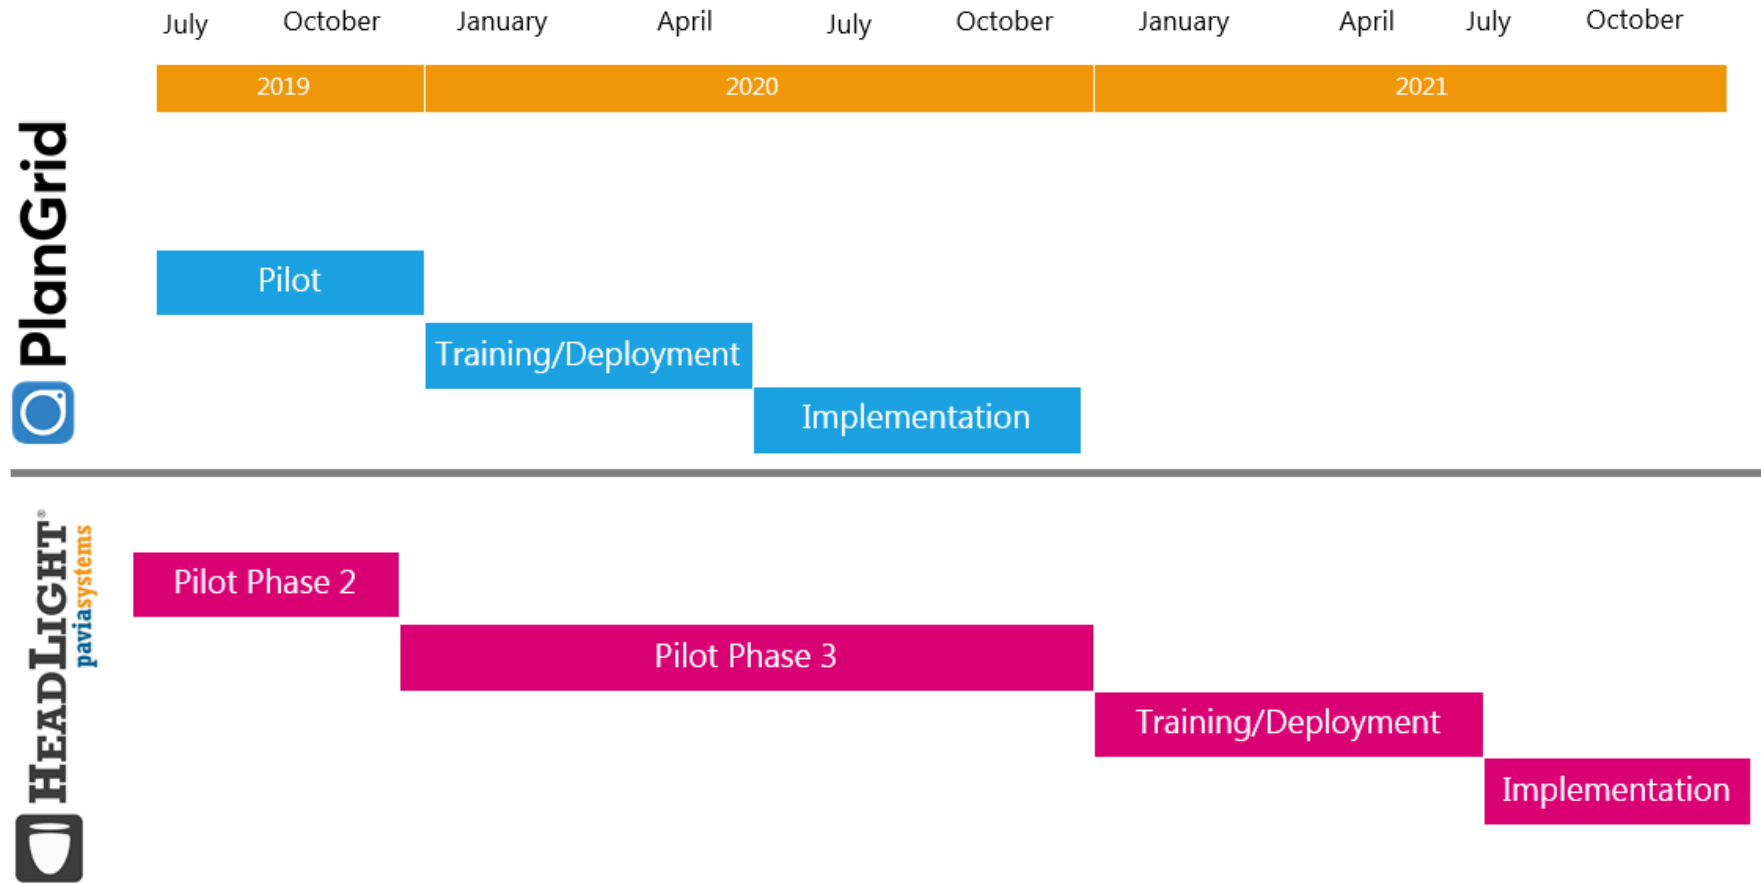 July October January April July October January April July October
2019 2020 2021
PlanGrid
Pilot
Training/Deployment
Implementation
HEADLIGHT®
paviasystems
Pilot Phase 2
Pilot Phase 3
Training/Deployment
Implementation